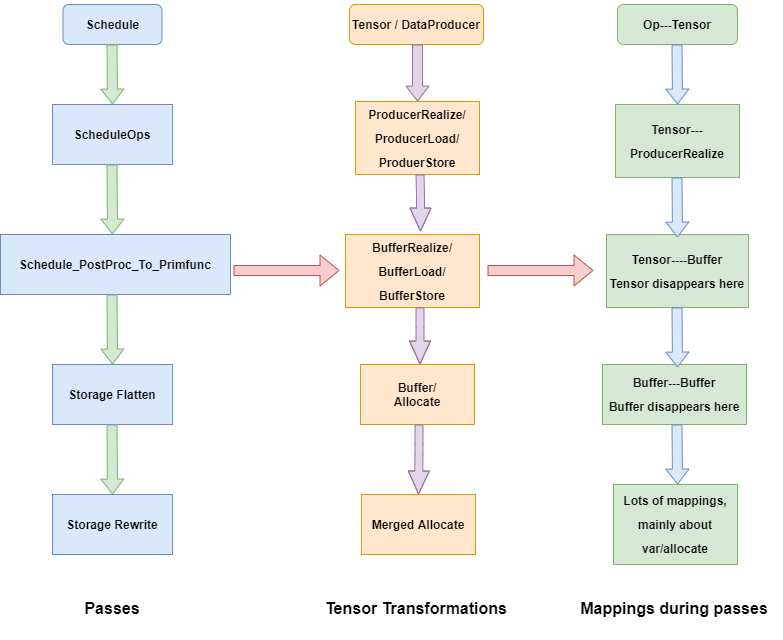 Schedule
Tensor / DataProducer
Op---Tensor
ScheduleOps
ProducerRealize/
ProducerLoad/
ProduerStore
Tensor---
ProducerRealize
Schedule_PostProc_To_Primfunc
BufferRealize/
BufferLoad/
BufferStore
Tensor----Buffer
Tensor disappears here
Storage Flatten
Buffer/
Allocate
Buffer---Buffer
Buffer disappears here
Storage Rewrite
Merged Allocate
Lots of mappings,
mainly about
var/allocate
Passes
Tensor Transformations
Mappings during passes